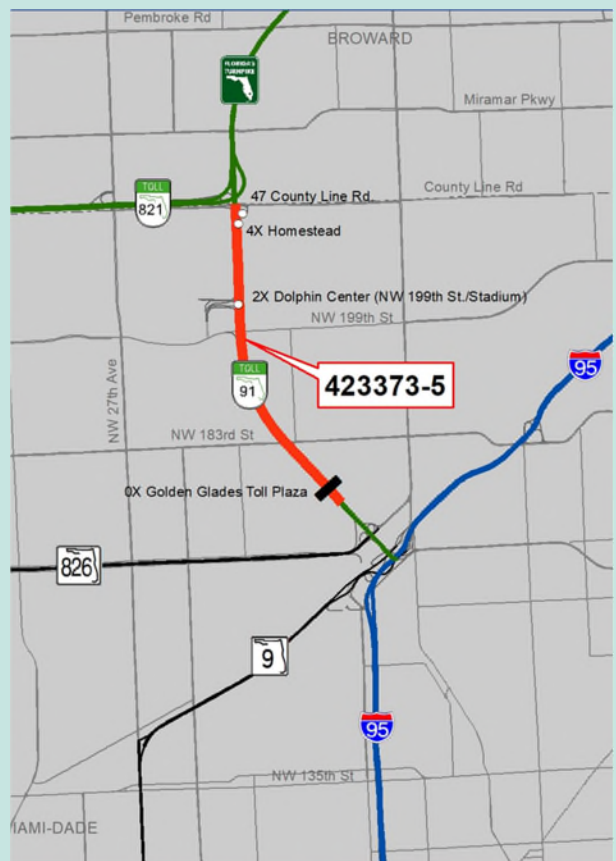 Pembroke Rd
BROWARD
FLORIDA'S
TURNPIKE
Miramar Pkwy
TOLL
821
47 County Line Rd.
County Line Rd
4X Homestead
2X Dolphin Center (NW 199th St./Stadium)
NW 199th St
NW 27th Ave
TOLL
91
423373-5
95
NW 183rd St
0X Golden Glades Toll Plaza
826
9
95
NW 135th St
IAMI-DADE